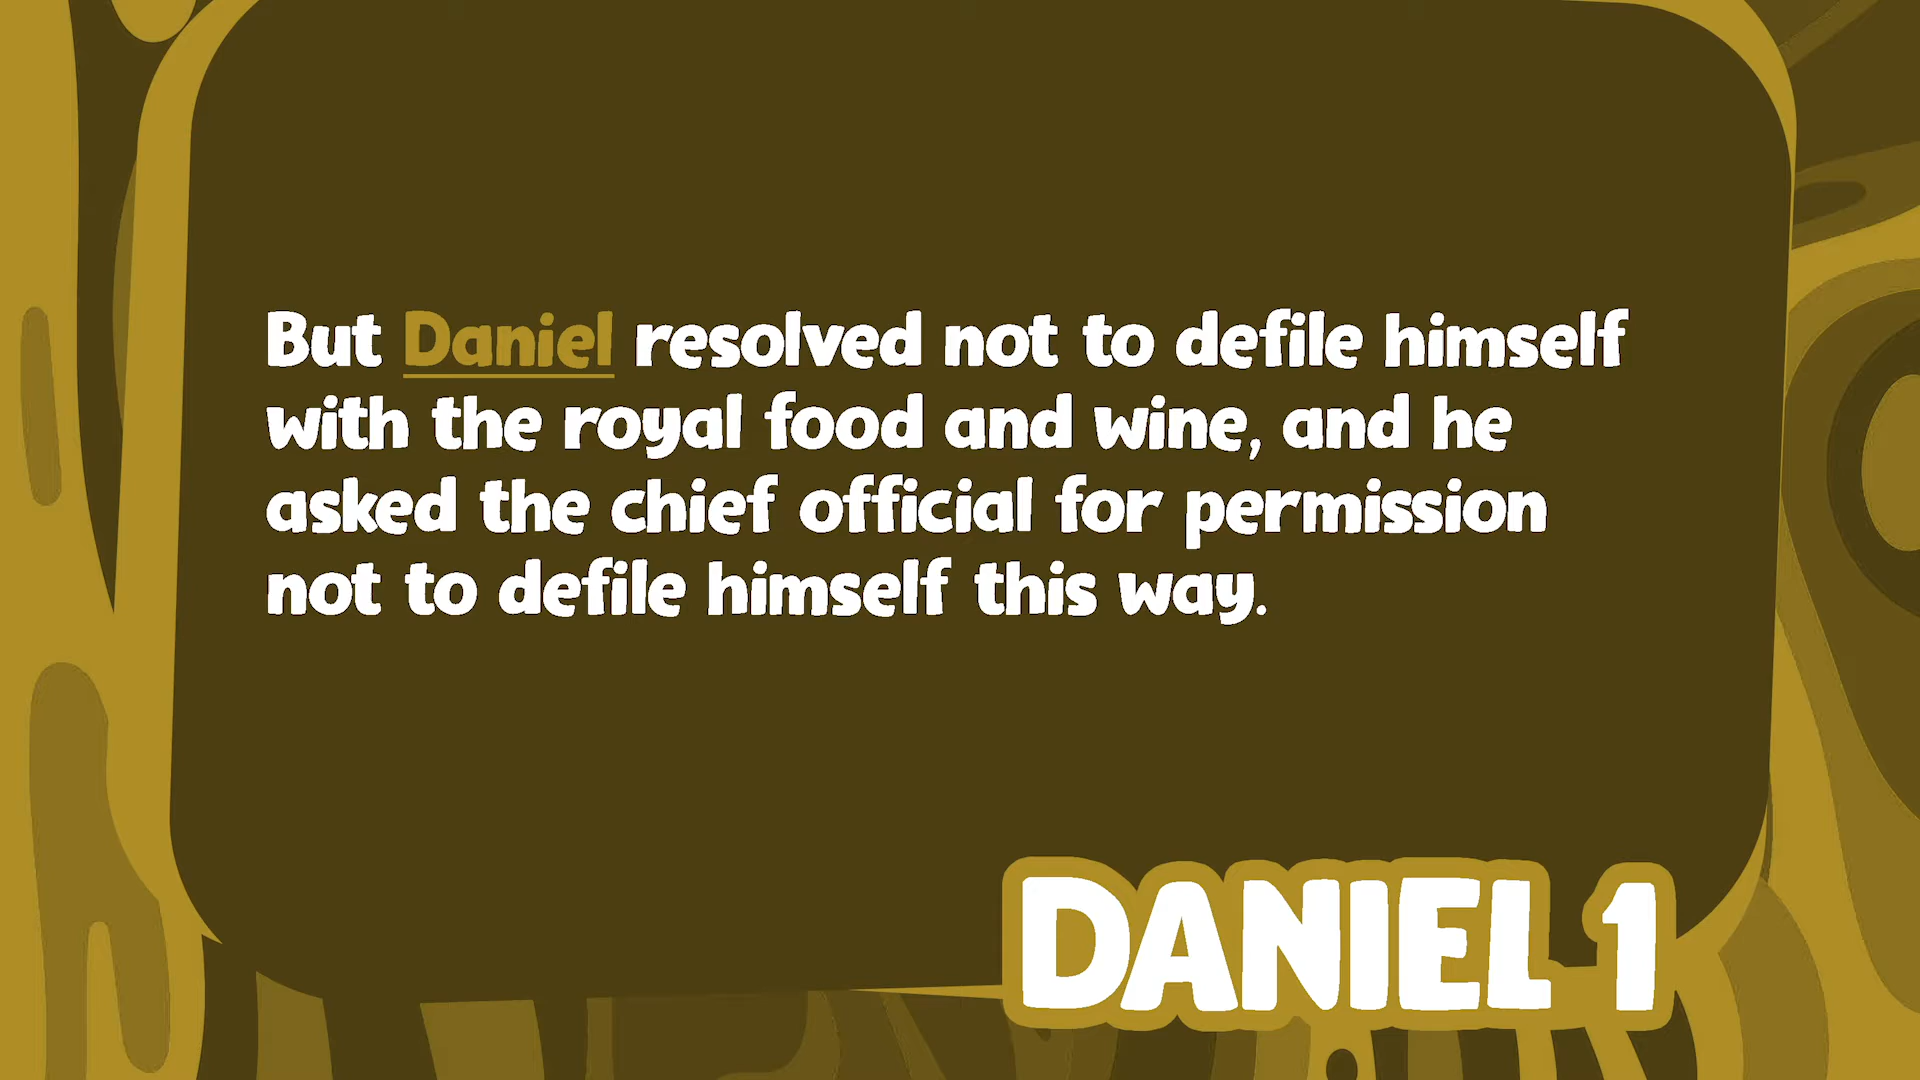 But Daniel resolved not to defile himself
with the royal food and wine, and he
asked the chief official for permission
not to defile himself this way.
DANIEL 1